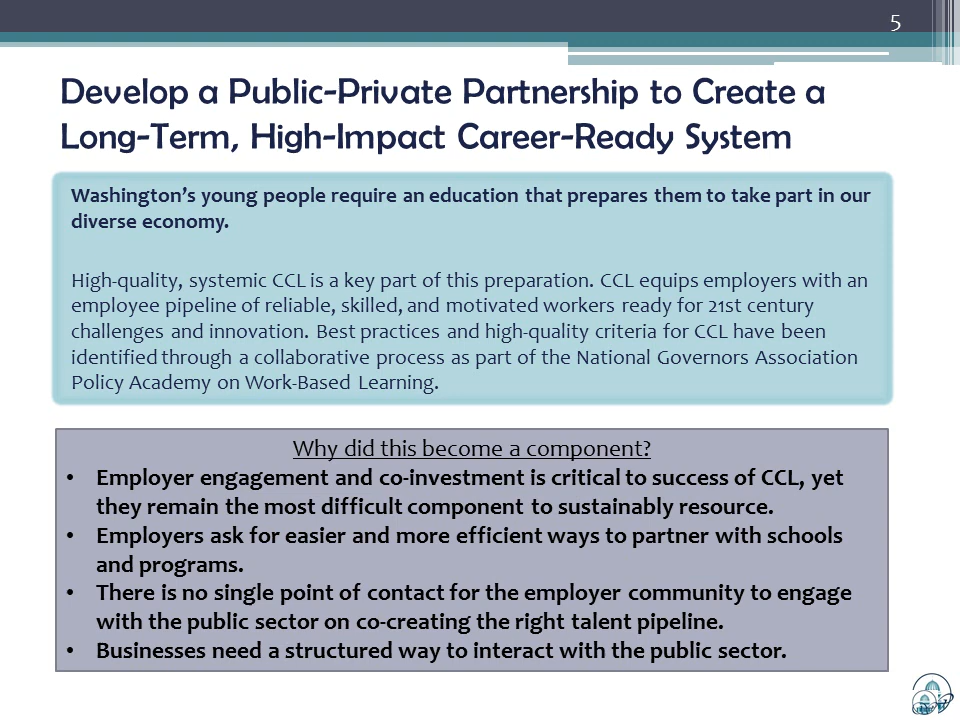 5
Develop a Public-Private Partnership to Create a
Long-Term, High-Impact Career-Ready System
Washington's young people require an education that prepares them to take part in our
diverse economy.
High-quality, systemic CCL is a key part of this preparation. CCL equips employers with an
employee pipeline of reliable, skilled, and motivated workers ready for 21st century
challenges and innovation. Best practices and high-quality criteria for CCL have been
identified through a collaborative process as part of the National Governors Association
Policy Academy on Work-Based Learning.
Why did this become a component?
• Employer engagement and co-investment is critical to success of CCL, yet
they remain the most difficult component to sustainably resource.
• Employers ask for easier and more efficient ways to partner with schools
and programs.
• There is no single point of contact for the employer community to engage
with the public sector on co-creating the right talent pipeline.
• Businesses need a structured way to interact with the public sector.